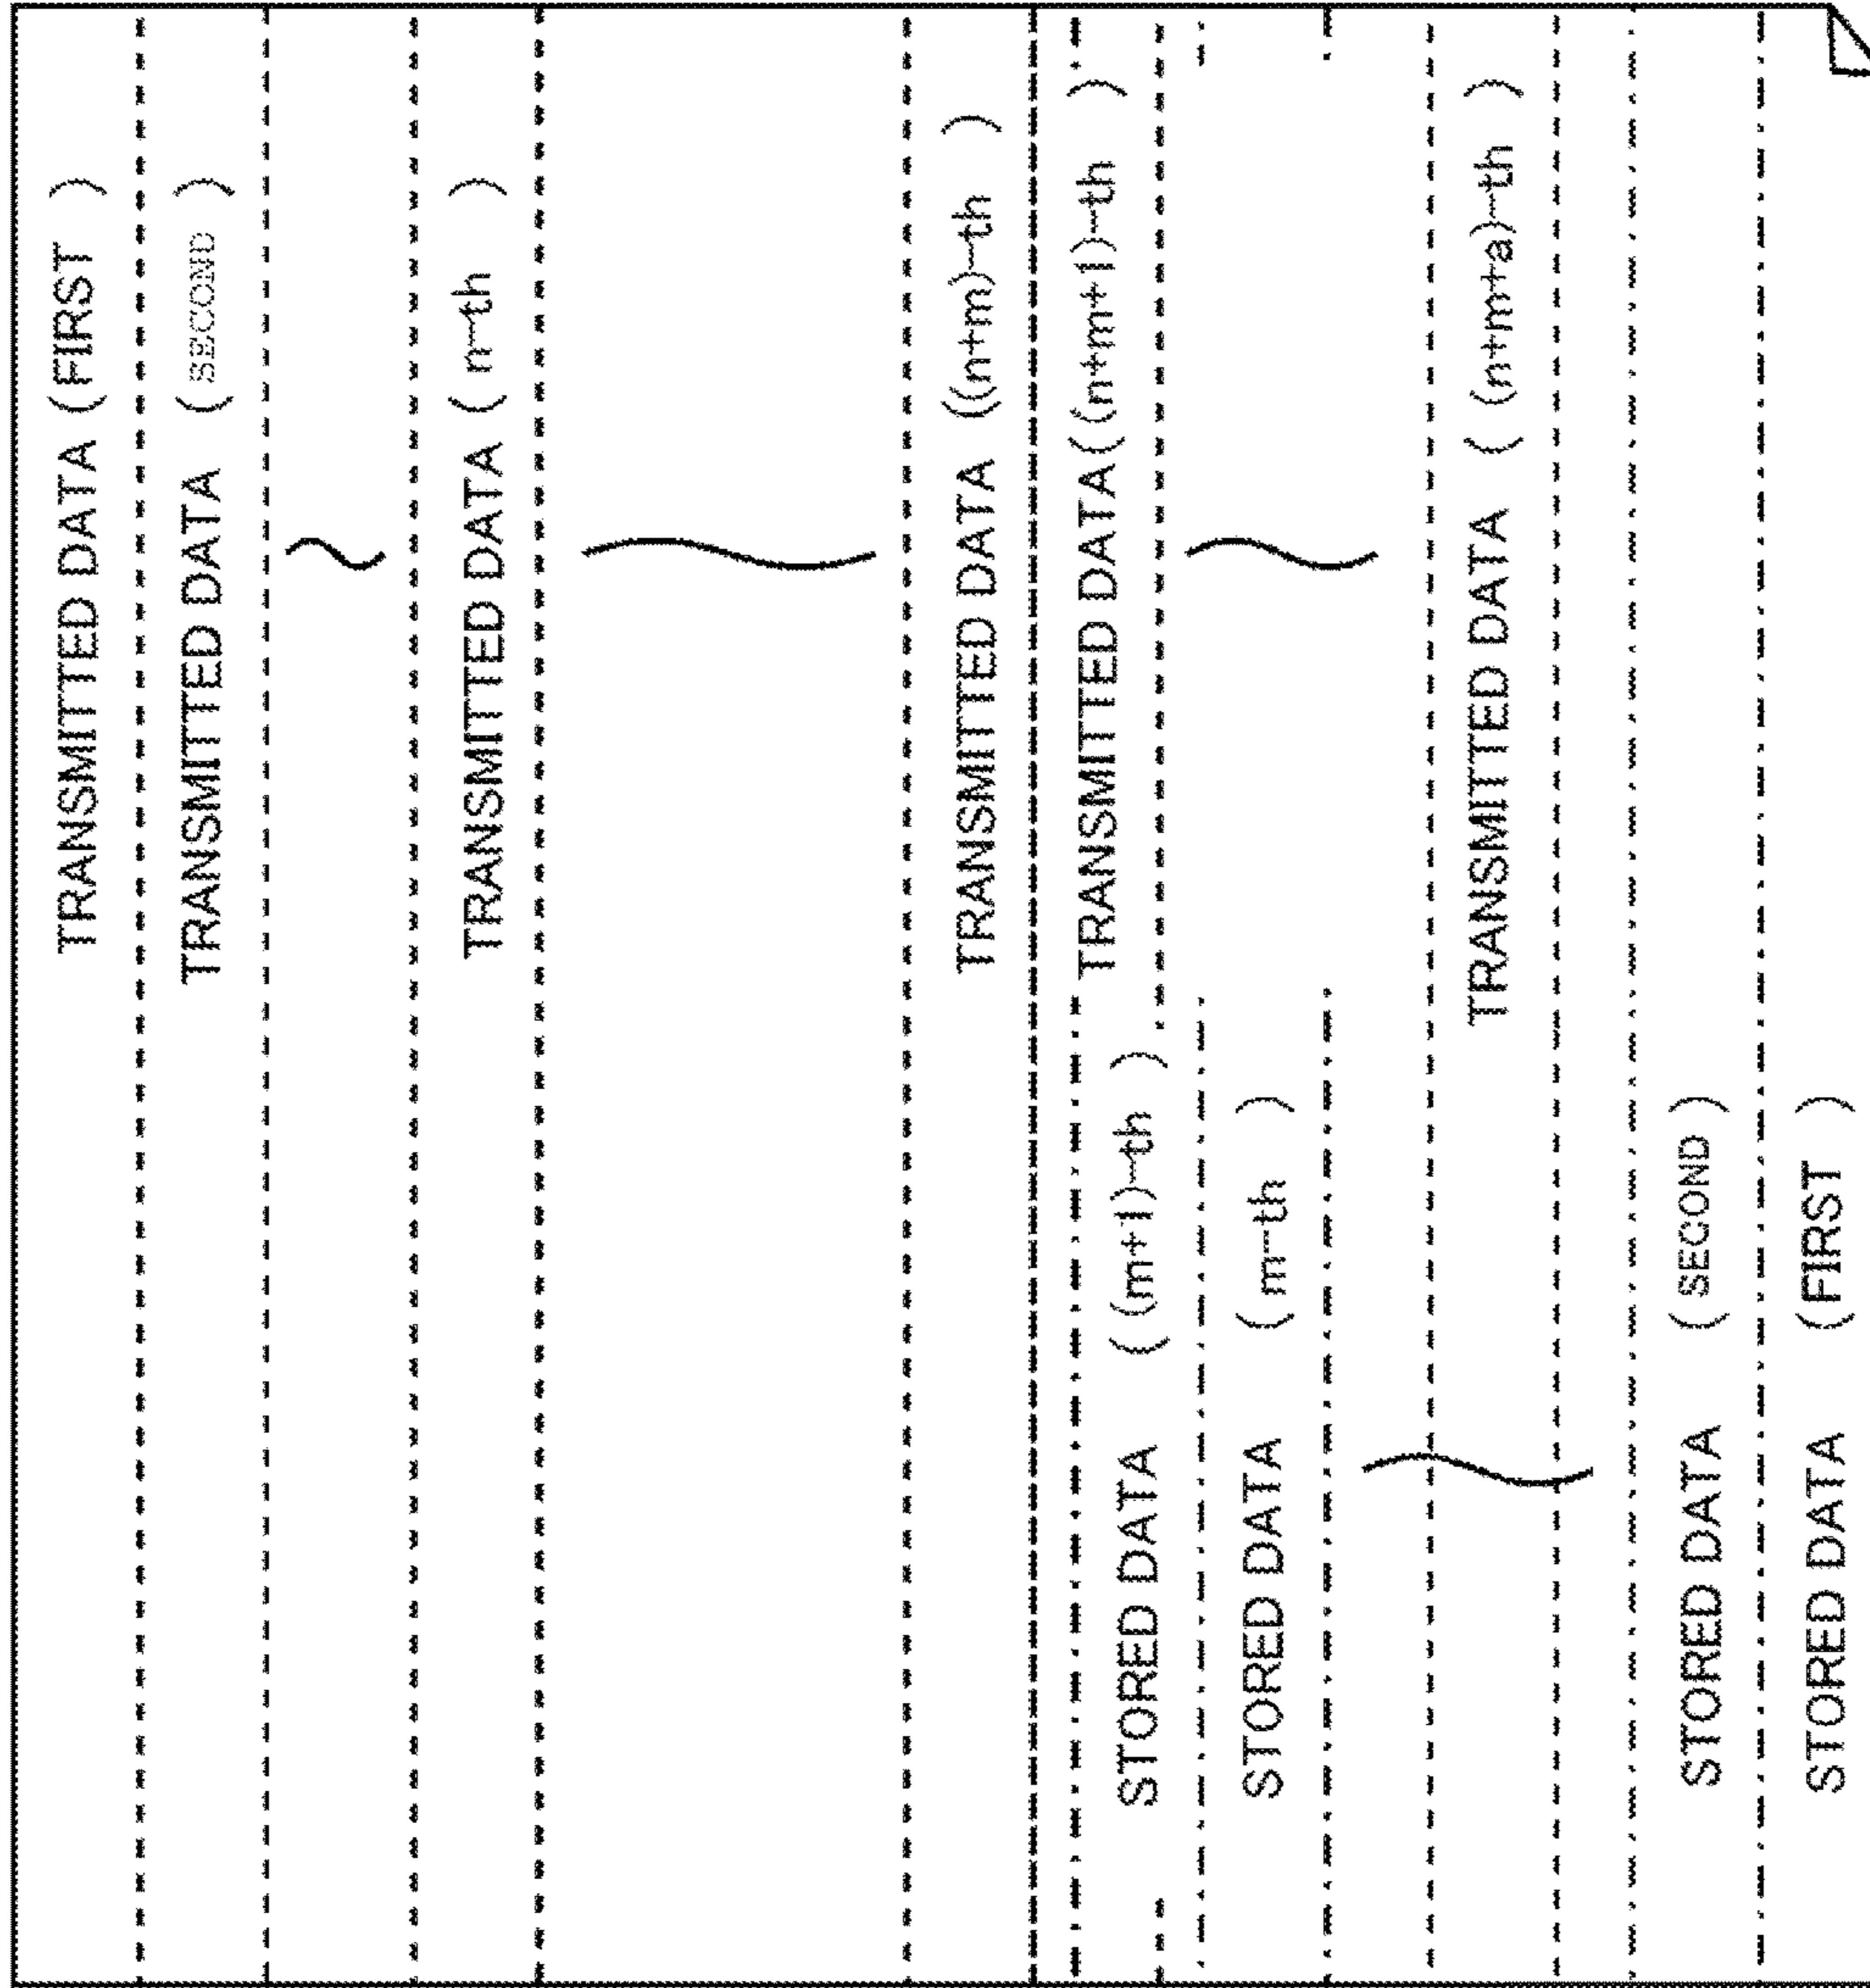 TRANSMITTED DATA (FIRST )
TRANSMITTED DATA ( SECOND )
TRANSMITTED DATA ( n-th )
TRANSMITTED DATA ((n+m)-th )
TRANSMITTED DATA((n+m+1)-th )
STORED DATA ( (m+1)-th )
STORED DATA ( m-th )
TRANSMITTED DATA ( (n+m+a)-th )
STORED DATA ( SECOND )
STORED DATA (FIRST )